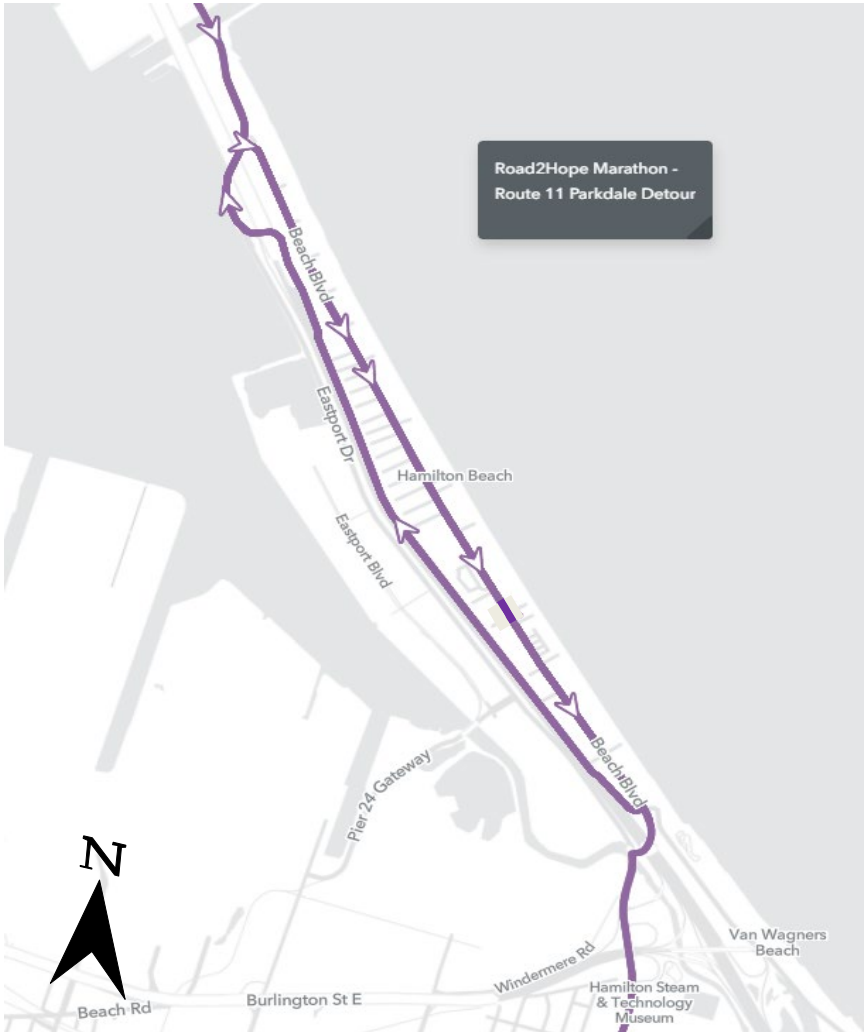 Road2Hope Marathon -
Route 11 Parkdale Detour
Beach Blvd
Eastport Dr
Hamilton Beach
Eastport Blvd
Beach Blvd
Pier 24 Gateway
N
Van Wagners
Beach
Windermere Rd
Hamilton Steam
& Technology
Museum
Burlington St E
Beach Rd